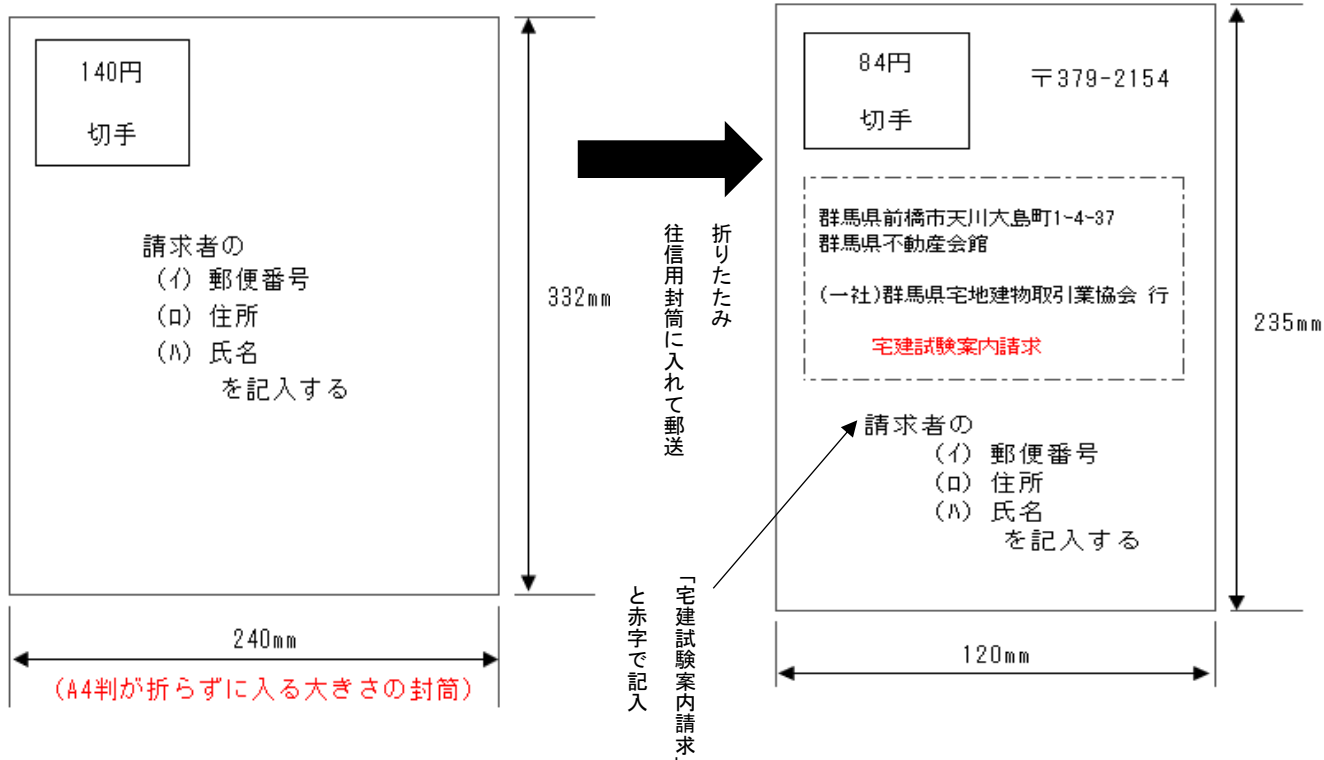 140円
切手
請求者の
(ｲ) 郵便番号
(ﾛ) 住所
(ﾊ) 氏名
を記入する
332mm
240mm
(A4判が折らずに入る大きさの封筒)
折りたたみ
往信用封筒に入れて郵送
84円
切手
〒379-2154
群馬県前橋市天川大島町1-4-37
群馬県不動産会館
(一社)群馬県宅地建物取引業協会 行
宅建試験案内請求
請求者の
(ｲ) 郵便番号
(ﾛ) 住所
(ﾊ) 氏名
を記入する
235mm
120mm
「宅建試験案内請求」
と赤字で記入